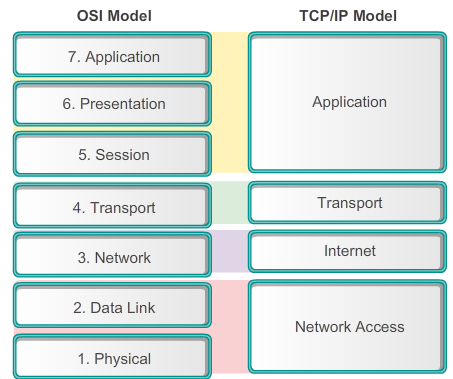 OSI Model
TCP/IP Model
7. Application
6. Presentation
5. Session
4. Transport
3. Network
2. Data Link
1. Physical
Application
Transport
Internet
Network Access